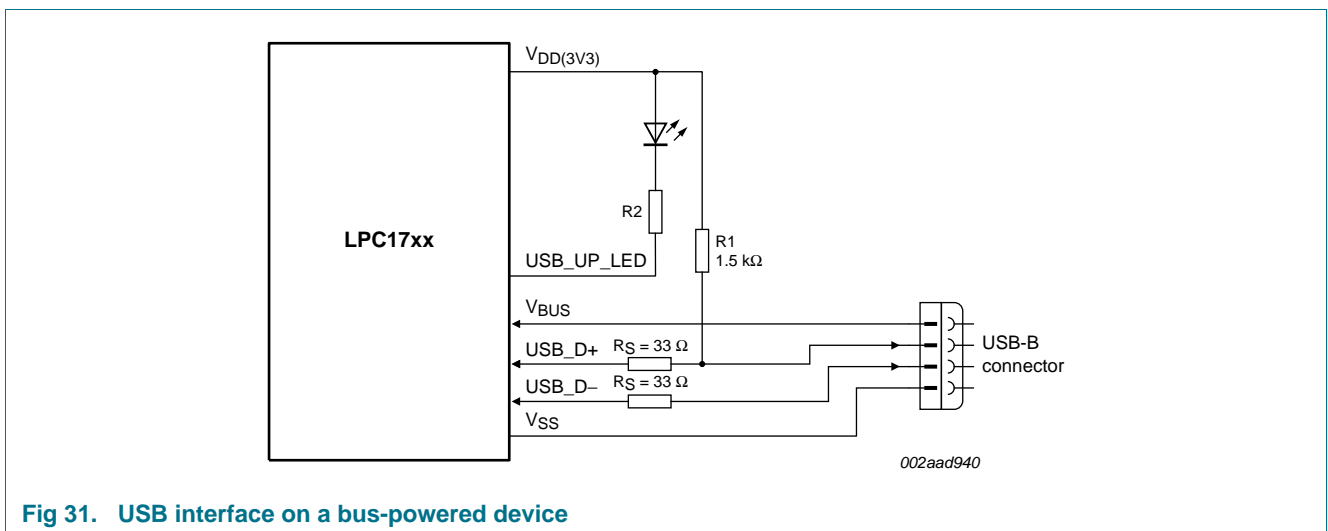 VDD(3V3)
R2
R1
1.5 kΩ
LPC17xx
USB_UP_LED
VBUS
USB_D+
RS = 33 Ω
USB-B
connector
USB_D−
RS = 33 Ω
VSS
002aad940
Fig 31. USB interface on a bus-powered device